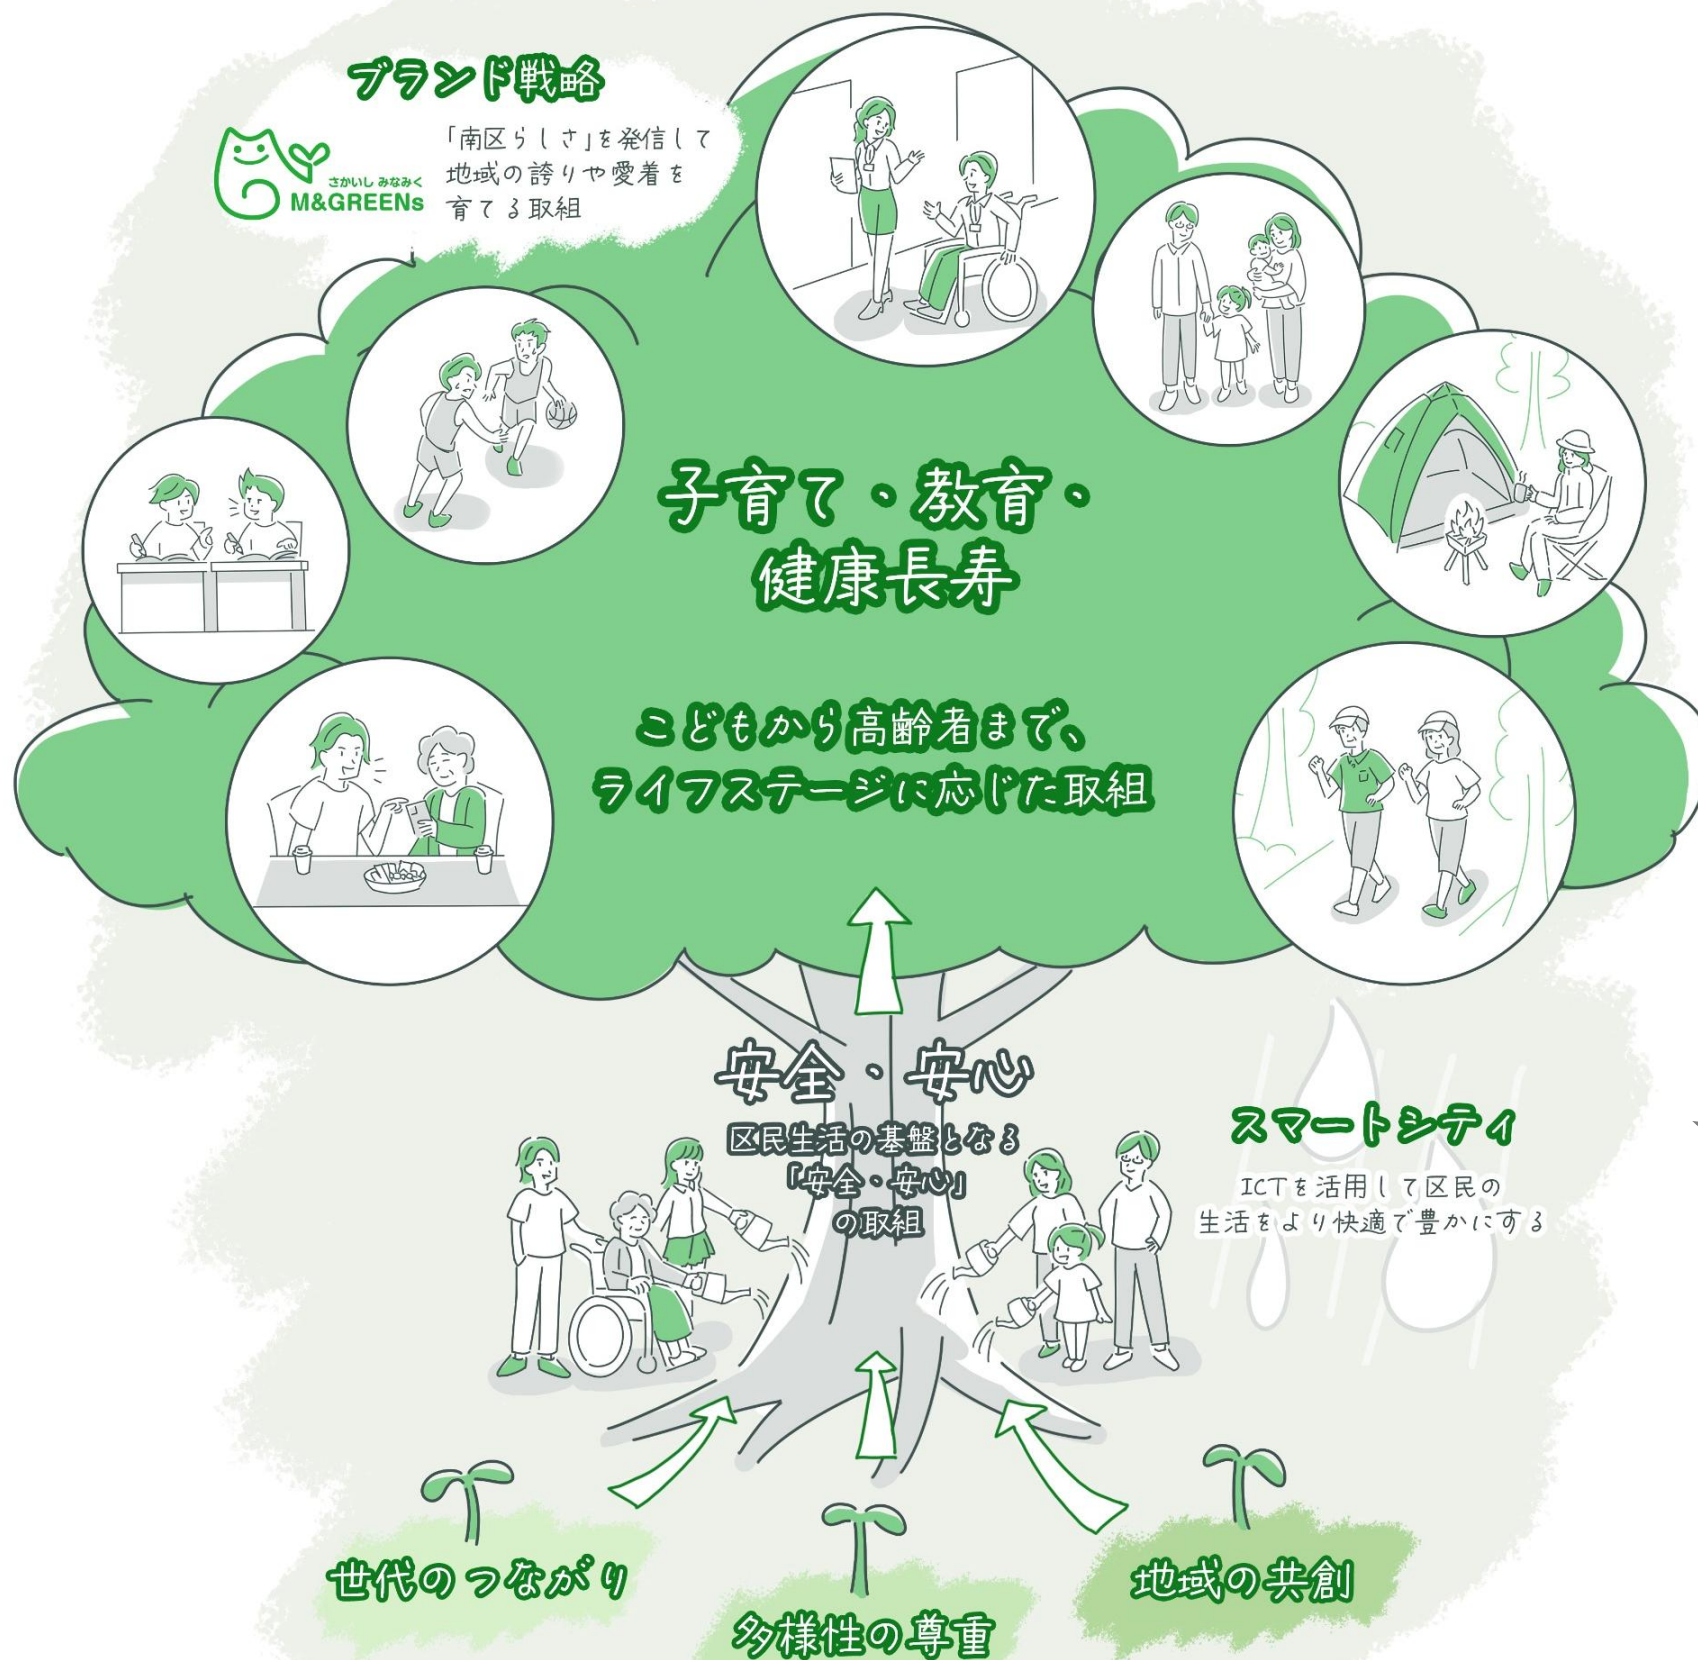 ブランド戦略
「南区らしさ」を発信して
地域の誇りや愛着を
育てる取組
さかいし みなみく
M&GREENs
子育て・教育・
健康長寿
こどもから高齢者まで、
ライフステージに応じた取組
安全・安心
区民生活の基盤となる
「安全・安心」
の取組
スマートシティ
ICTを活用して区民の
生活をより快適で豊かにする
世代のつながり
多様性の尊重
地域の共創